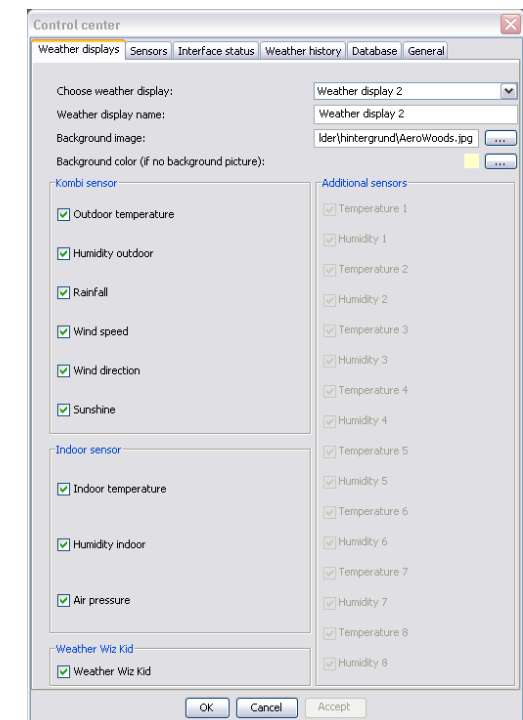 Control center
Weather displays Sensors Interface status Weather history Database General
Choose weather display: Weather display 2
Weather display name: Weather display 2
Background image: lder\hintergrund\AeroWoods.jpg ...
Background color (if no background picture): ...
Kombi sensor
Outdoor temperature
Humidity outdoor
Rainfall
Wind speed
Wind direction
Sunshine
Indoor sensor
Indoor temperature
Humidity indoor
Air pressure
Weather Wiz Kid
Weather Wiz Kid
Additional sensors
Temperature 1
Humidity 1
Temperature 2
Humidity 2
Temperature 3
Humidity 3
Temperature 4
Humidity 4
Temperature 5
Humidity 5
Temperature 6
Humidity 6
Temperature 7
Humidity 7
Temperature 8
Humidity 8
OK Cancel Accept